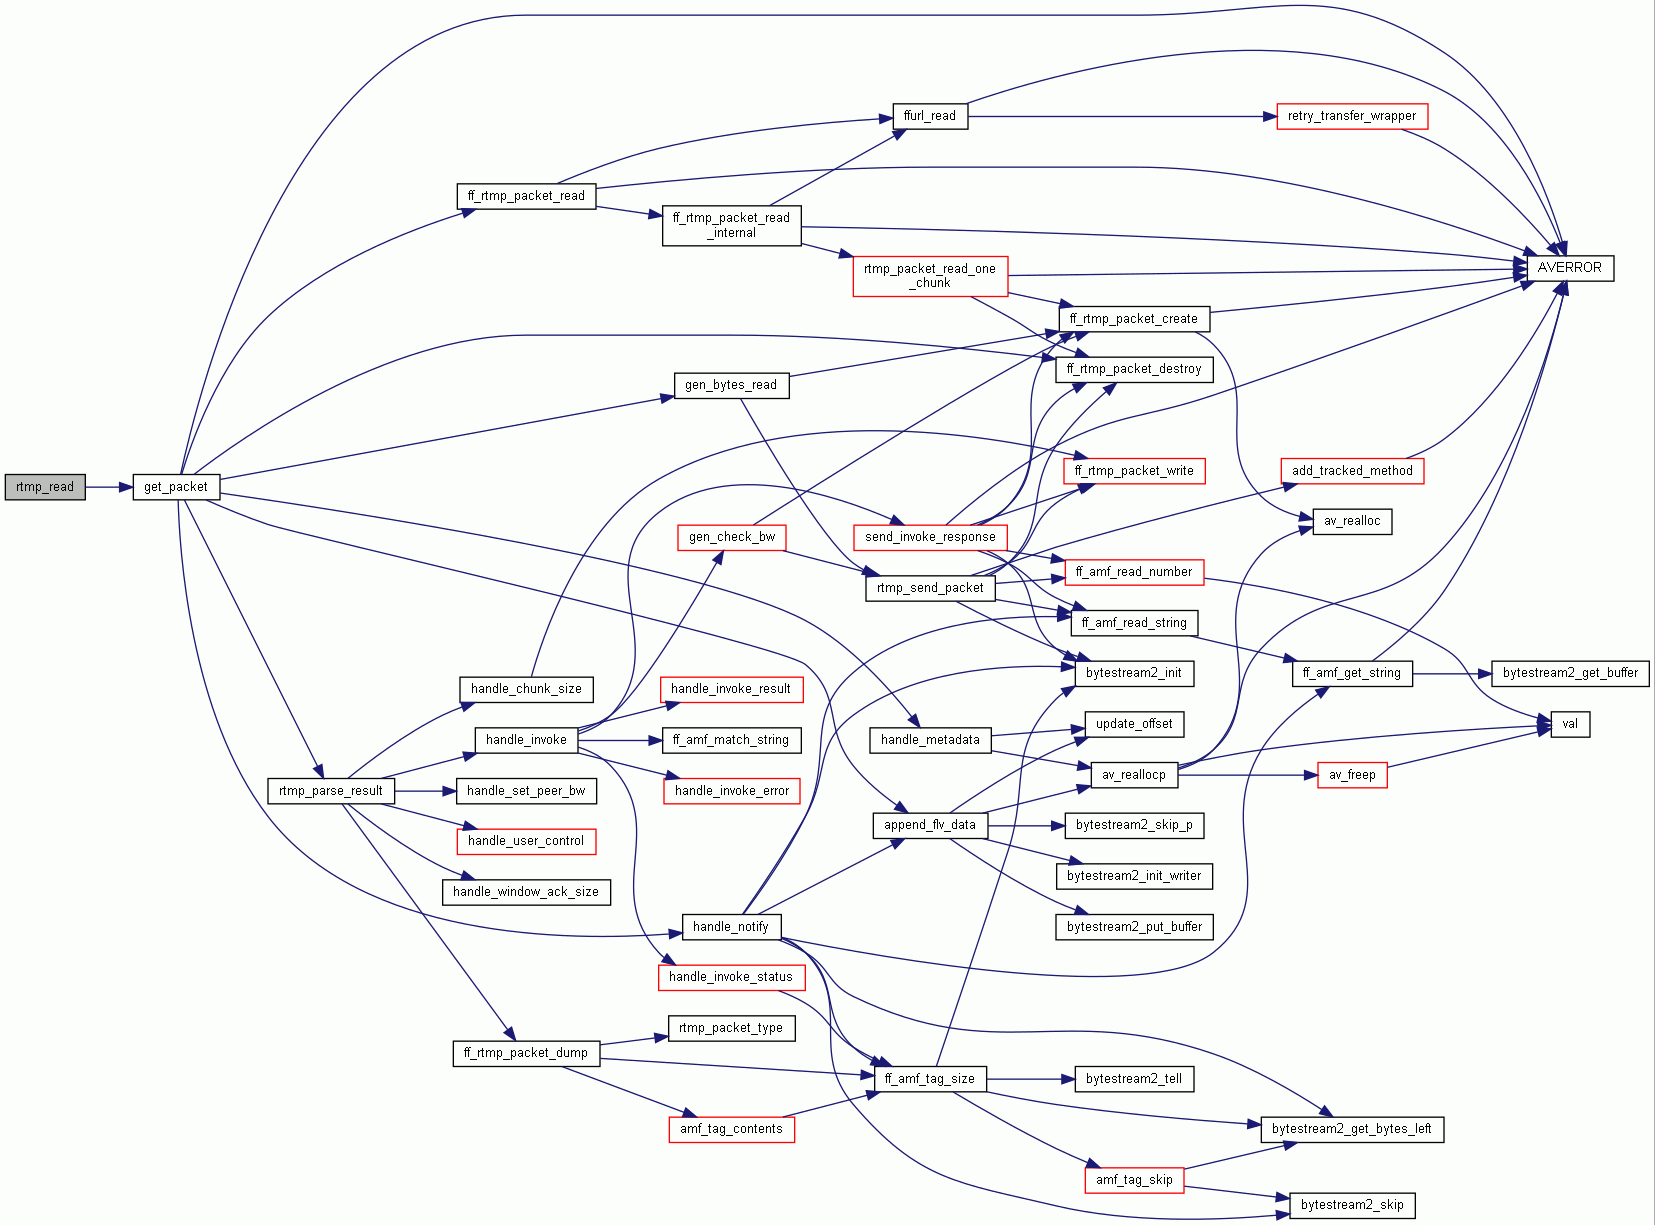 ffurl_read
retry_transfer_wrapper
ff_rtmp_packet_read
ff_rtmp_packet_read
_internal
AVERROR
rtmp_packet_read_one
_chunk
ff_rtmp_packet_create
ff_rtmp_packet_destroy
gen_bytes_read
rtmp_read
get_packet
ff_rtmp_packet_write
add_tracked_method
av_realloc
gen_check_bw
send_invoke_response
ff_amf_read_number
rtmp_send_packet
ff_amf_read_string
bytestream2_init
ff_amf_get_string
bytestream2_get_buffer
handle_chunk_size
handle_invoke_result
update_offset
val
handle_invoke
ff_amf_match_string
handle_metadata
av_reallocp
av_freep
rtmp_parse_result
handle_set_peer_bw
handle_invoke_error
append_flv_data
bytestream2_skip_p
handle_user_control
bytestream2_init_writer
handle_window_ack_size
handle_notify
bytestream2_put_buffer
handle_invoke_status
rtmp_packet_type
ff_rtmp_packet_dump
ff_amf_tag_size
bytestream2_tell
amf_tag_contents
bytestream2_get_bytes_left
amf_tag_skip
bytestream2_skip